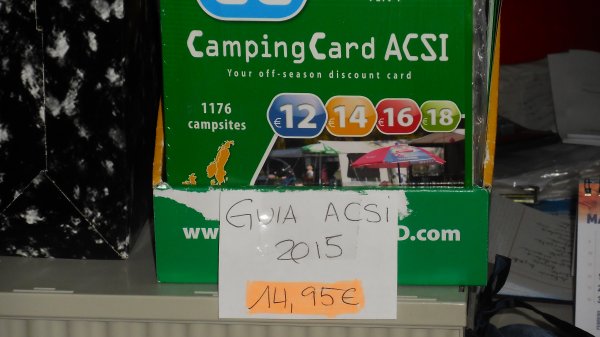 CampingCard ACSI
Your off-season discount card
1176
campsites
€12 €14 €16 €18
GUIA ACSI
2015
14,95€
www D.com